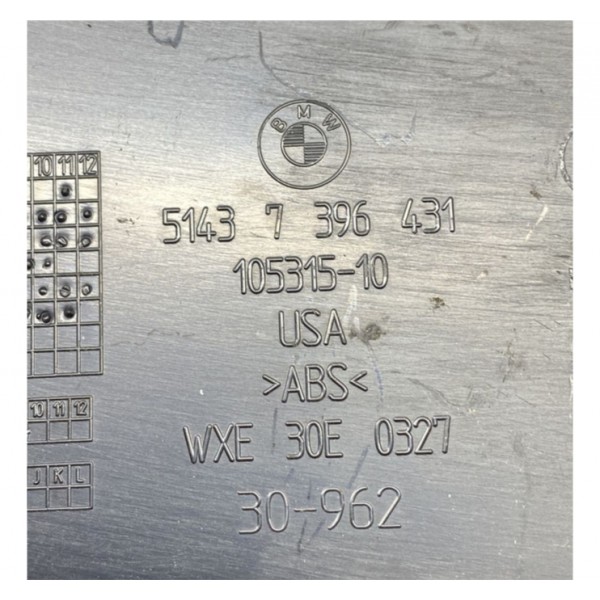 BMW
10 11 12
5143 7 396 431
105315-10
USA
>ABS<
10 11 12
WXE 30E 0327
J K L
30-962